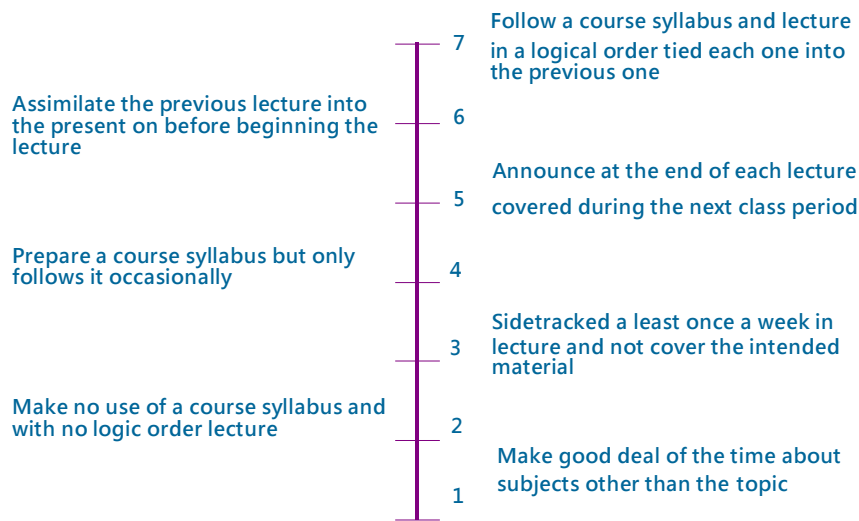 7
Follow a course syllabus and lecture
in a logical order tied each one into
the previous one
Assimilate the previous lecture into
the present on before beginning the
lecture
6
Announce at the end of each lecture
covered during the next class period
5
Prepare a course syllabus but only
follows it occasionally
4
Sidetracked a least once a week in
lecture and not cover the intended
material
3
Make no use of a course syllabus and
with no logic order lecture
2
Make good deal of the time about
subjects other than the topic
1